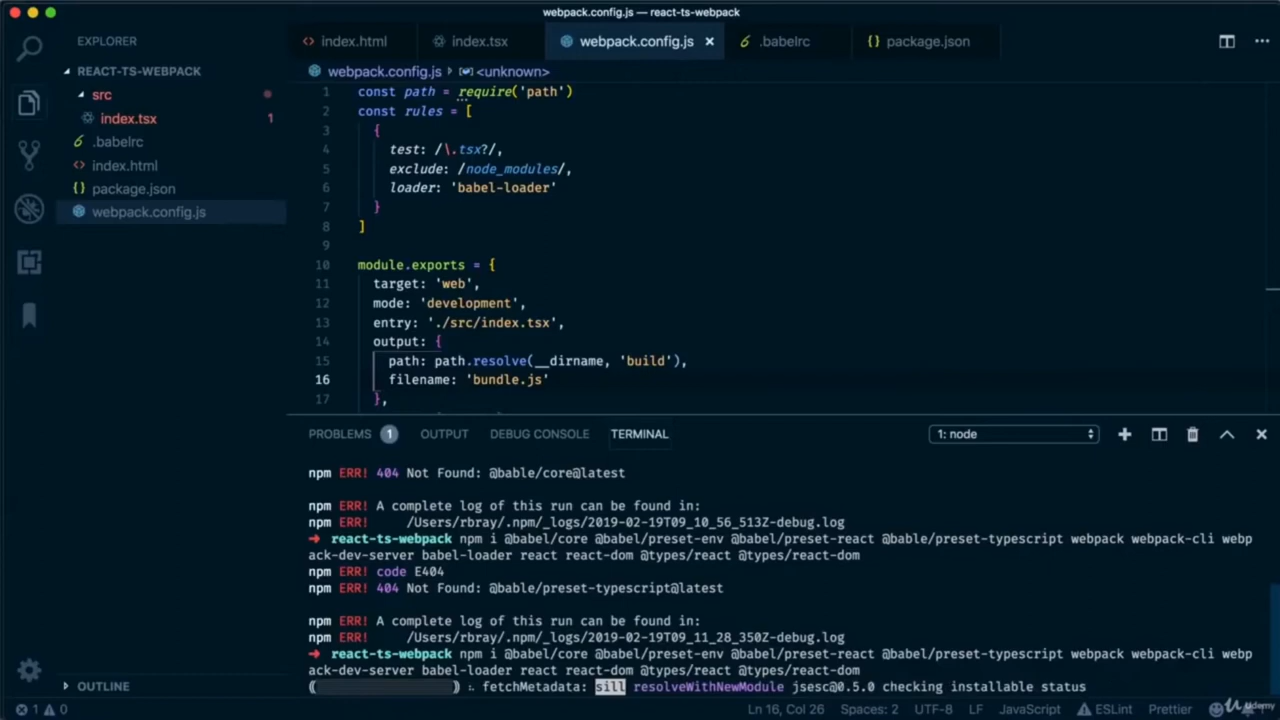 webpack.config.js — react-ts-webpack
EXPLORER
REACT-TS-WEBPACK
src
index.tsx 1
.babelrc
index.html
package.json
webpack.config.js
OUTLINE
index.html index.tsx webpack.config.js × .babelrc {} package.json ...
webpack.config.js <unknown>
1 const path = require('path')
2 const rules = [
3 {
4 test: /\.tsx?/,
5 exclude: /node_modules/,
6 loader: 'babel-loader'
7 }
8 ]
9
10 module.exports = {
11 target: 'web',
12 mode: 'development',
13 entry: './src/index.tsx',
14 output: {
15 path: path.resolve(__dirname, 'build'),
16 filename: 'bundle.js'
17 },
PROBLEMS 1 OUTPUT DEBUG CONSOLE TERMINAL 1: node
npm ERR! 404 Not Found: @bable/core@latest
npm ERR! A complete log of this run can be found in:
npm ERR! /Users/rbray/.npm/_logs/2019-02-19T09_10_56_513Z-debug.log
➜ react-ts-webpack npm i @babel/core @babel/preset-env @babel/preset-react @bable/preset-typescript webpack webpack-cli webp
ack-dev-server babel-loader react react-dom @types/react @types/react-dom
npm ERR! code E404
npm ERR! 404 Not Found: @bable/preset-typescript@latest
npm ERR! A complete log of this run can be found in:
npm ERR! /Users/rbray/.npm/_logs/2019-02-19T09_11_28_350Z-debug.log
➜ react-ts-webpack npm i @babel/core @babel/preset-env @babel/preset-react @babel/preset-typescript webpack webpack-cli webp
ack-dev-server babel-loader react react-dom @types/react @types/react-dom
fetchMetadata: sill resolveWithNewModule jsesc@0.5.0 checking installable status
1 0 Ln 16, Col 26 Spaces: 2 UTF-8 LF JavaScript ESLint Prettier
Udemy